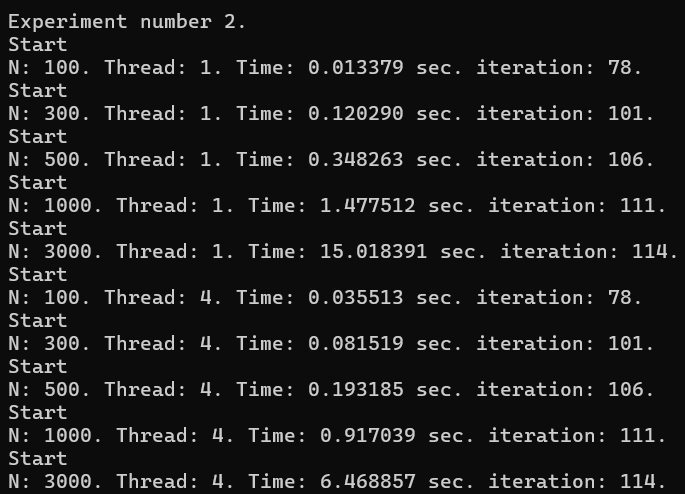 Experiment number 2.
Start
N: 100. Thread: 1. Time: 0.013379 sec. iteration: 78.
Start
N: 300. Thread: 1. Time: 0.120290 sec. iteration: 101.
Start
N: 500. Thread: 1. Time: 0.348263 sec. iteration: 106.
Start
N: 1000. Thread: 1. Time: 1.477512 sec. iteration: 111.
Start
N: 3000. Thread: 1. Time: 15.018391 sec. iteration: 114.
Start
N: 100. Thread: 4. Time: 0.035513 sec. iteration: 78.
Start
N: 300. Thread: 4. Time: 0.081519 sec. iteration: 101.
Start
N: 500. Thread: 4. Time: 0.193185 sec. iteration: 106.
Start
N: 1000. Thread: 4. Time: 0.917039 sec. iteration: 111.
Start
N: 3000. Thread: 4. Time: 6.468857 sec. iteration: 114.